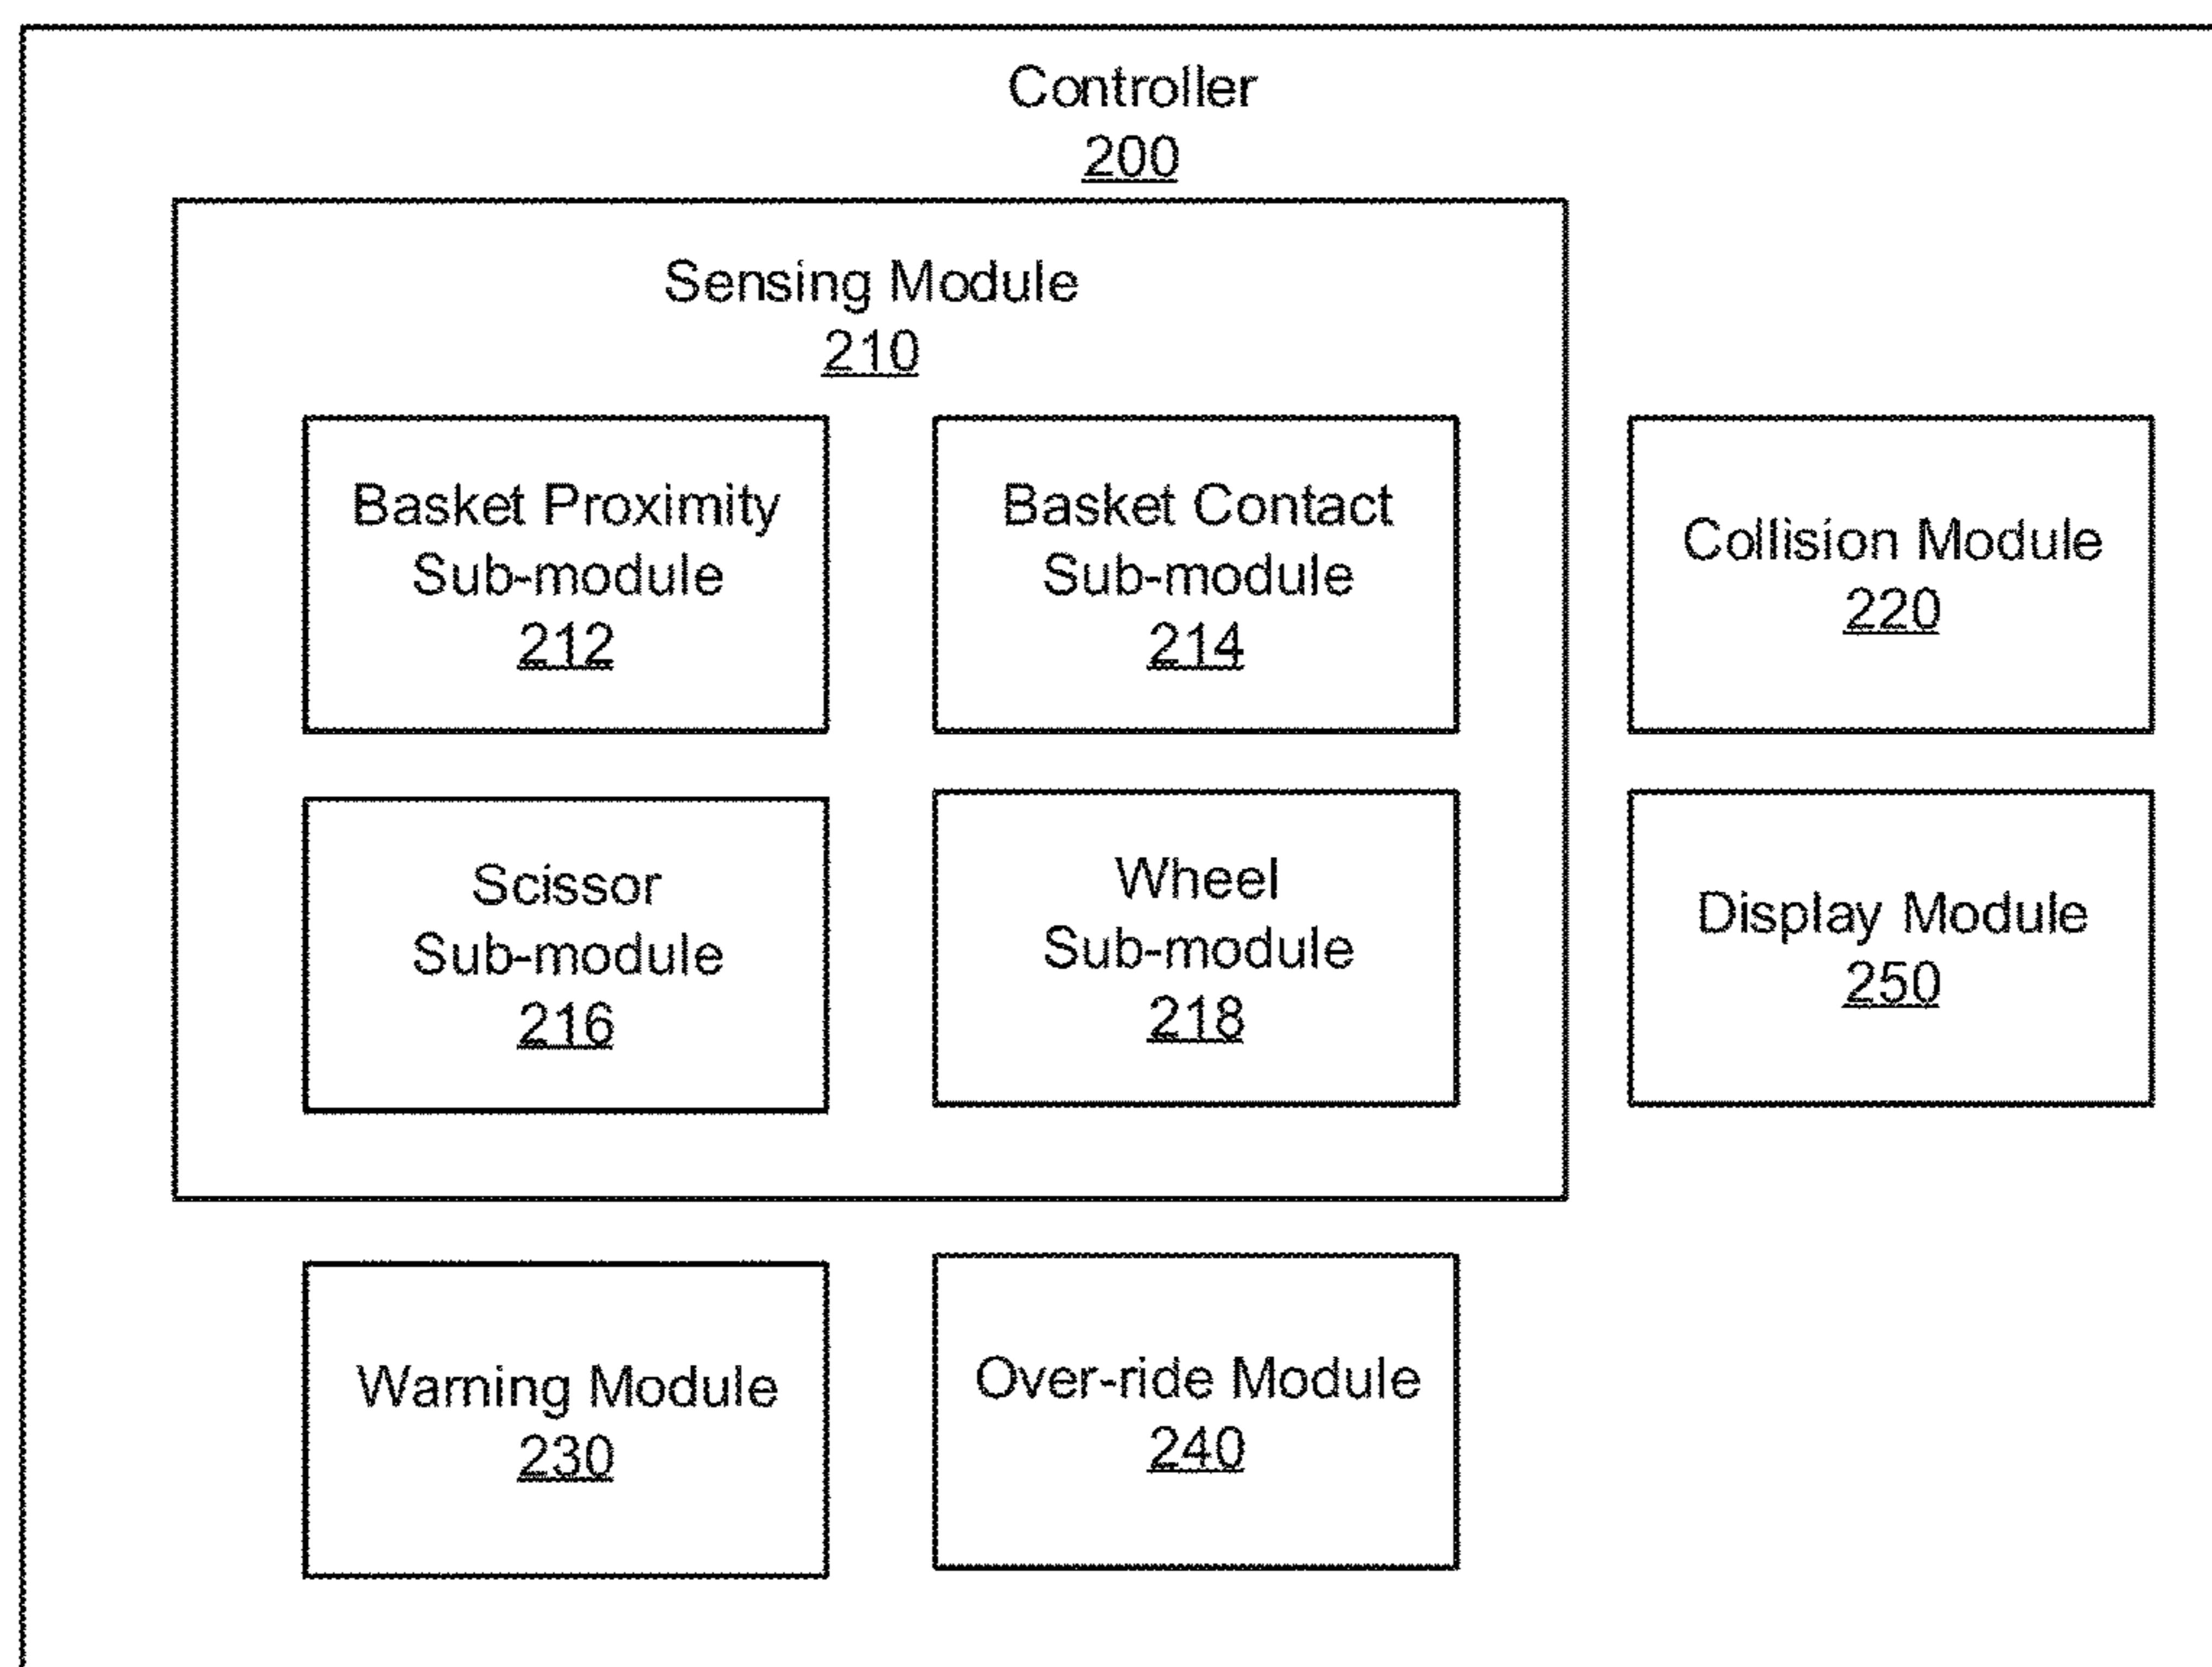 Controller
200
Sensing Module
210
Basket Proximity
Sub-module
212
Basket Contact
Sub-module
214
Collision Module
220
Scissor
Sub-module
216
Wheel
Sub-module
218
Display Module
250
Warning Module
230
Over-ride Module
240